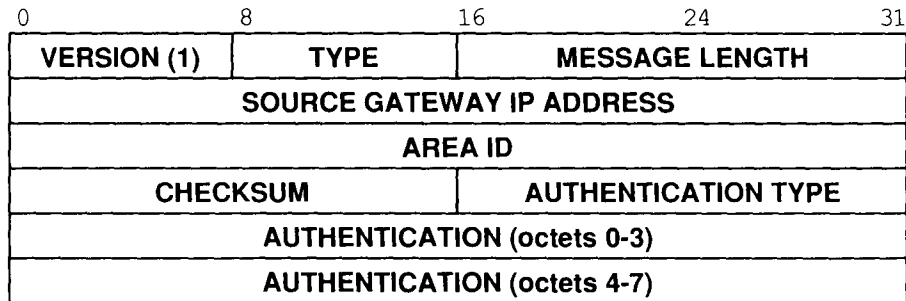 0 8 16 24 31
VERSION (1) TYPE MESSAGE LENGTH
SOURCE GATEWAY IP ADDRESS
AREA ID
CHECKSUM AUTHENTICATION TYPE
AUTHENTICATION (octets 0-3)
AUTHENTICATION (octets 4-7)